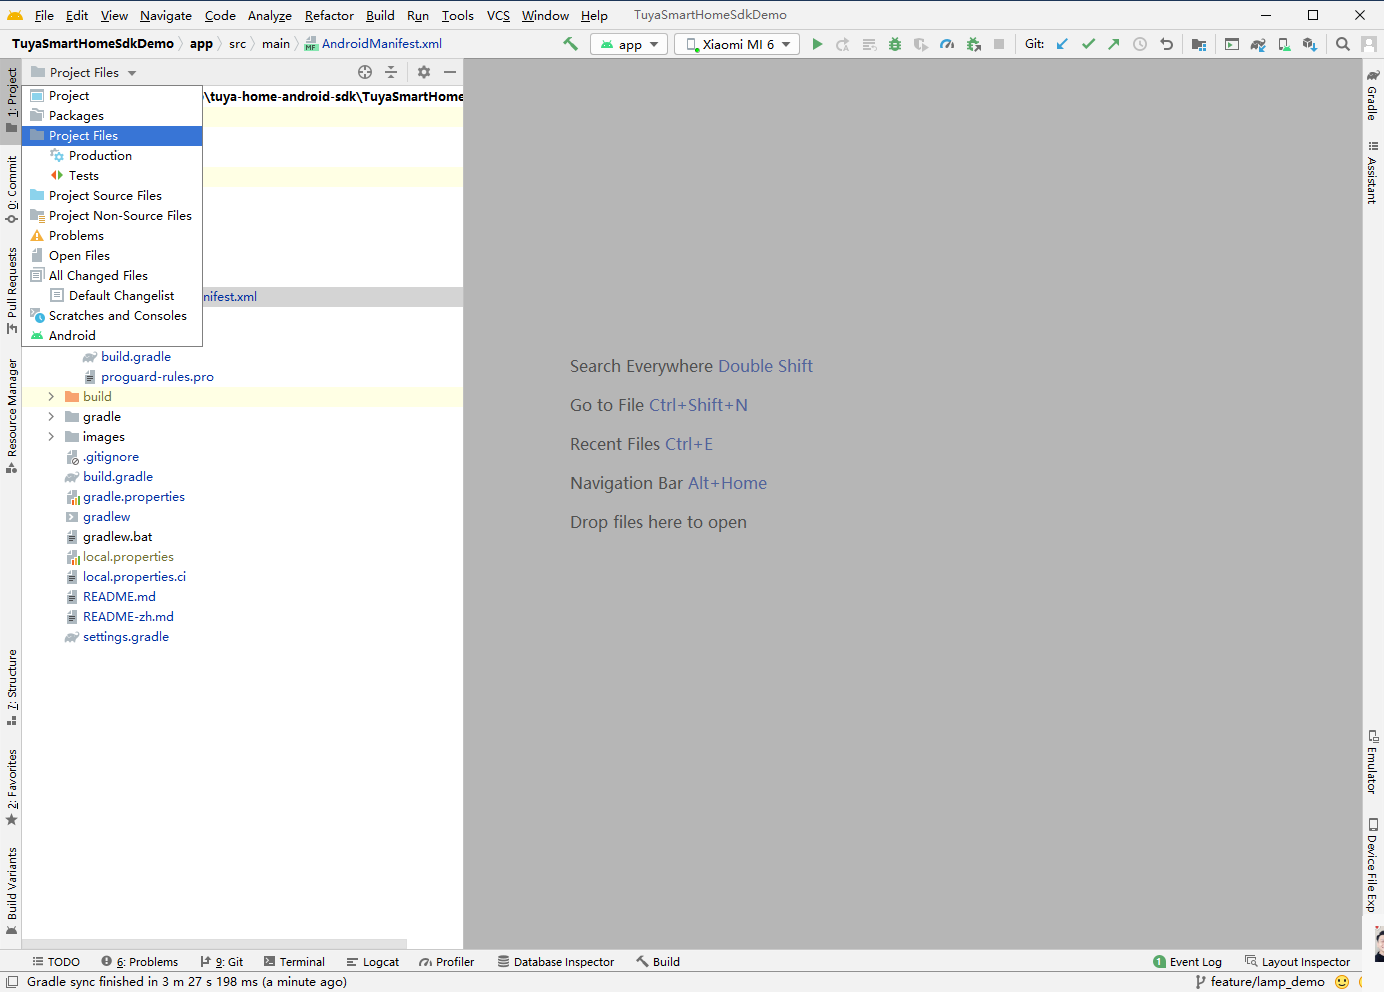 File Edit View Navigate Code Analyze Refactor Build Run Tools VCS Window Help TuyaSmartHomeSdkDemo
TuyaSmartHomeSdkDemo app src main AndroidManifest.xml app Xiaomi MI 6 Git:
Project Files
Project
\tuya-home-android-sdk\TuyaSmartHome
Packages
Project Files
Production
Tests
Project Source Files
Project Non-Source Files
Problems
Open Files
All Changed Files
Default Changelist
nifest.xml
Scratches and Consoles
Android
build.gradle
proguard-rules.pro
build
gradle
images
.gitignore
build.gradle
gradle.properties
gradlew
gradlew.bat
local.properties
local.properties.ci
README.md
README-zh.md
settings.gradle
1: Project
0: Commit
Pull Requests
Resource Manager
7: Structure
2: Favorites
Build Variants
Search Everywhere Double Shift
Go to File Ctrl+Shift+N
Recent Files Ctrl+E
Navigation Bar Alt+Home
Drop files here to open
Gradle
Assistant
Emulator
Device File Exp
TODO 6: Problems 9: Git Terminal Logcat Profiler Database Inspector Build 1 Event Log Layout Inspector
Gradle sync finished in 3 m 27 s 198 ms (a minute ago) feature/lamp_demo